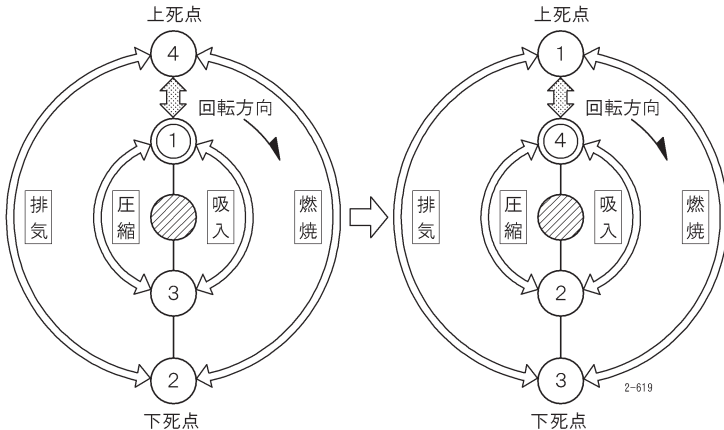 上死点
4
回転方向
1
排気
圧縮
吸入
燃焼
3
2
下死点
上死点
1
回転方向
4
排気
圧縮
吸入
燃焼
2
3
2-619
下死点